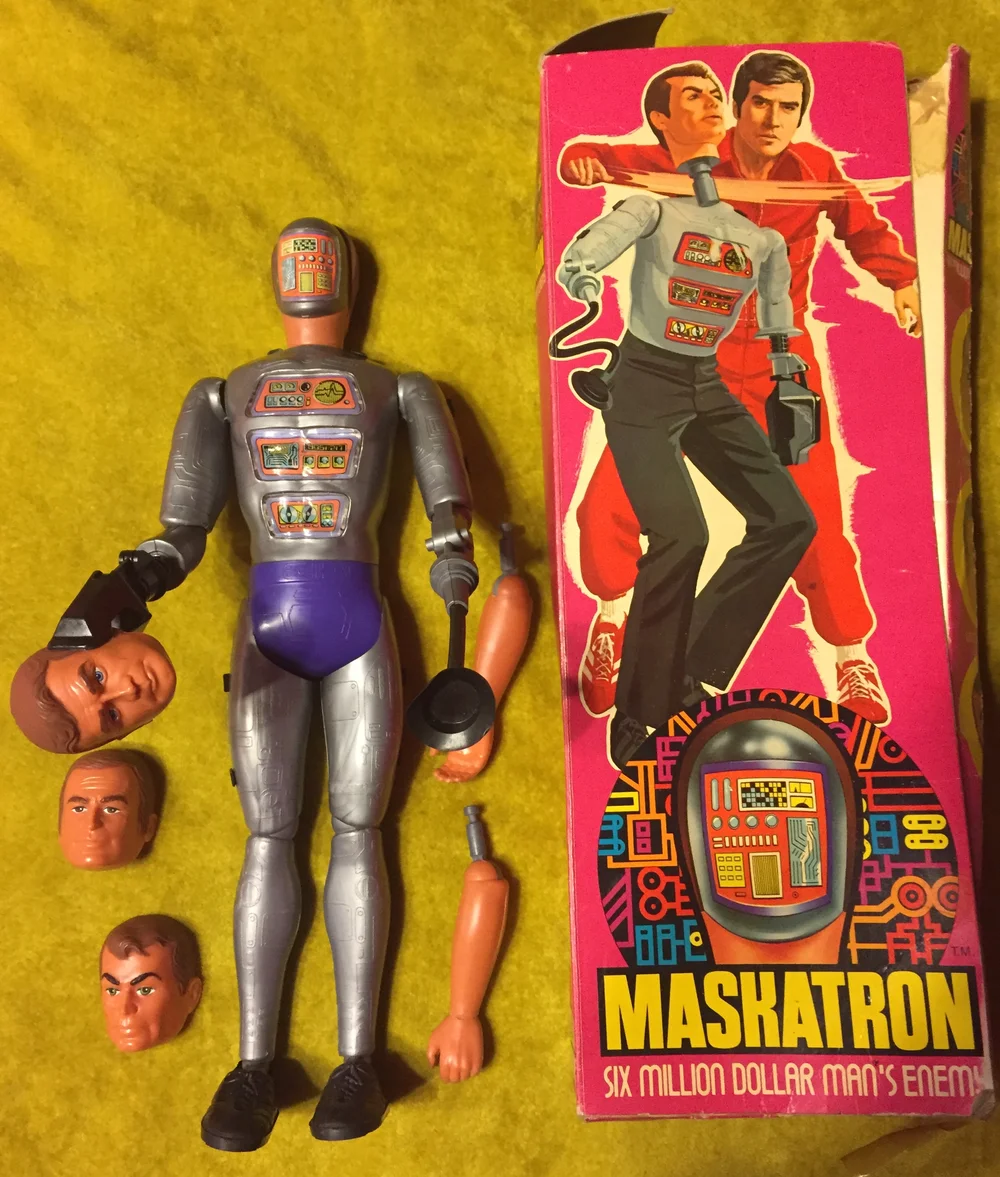 T.M.
MASKATRON
SIX MILLION DOLLAR MAN'S ENEMY